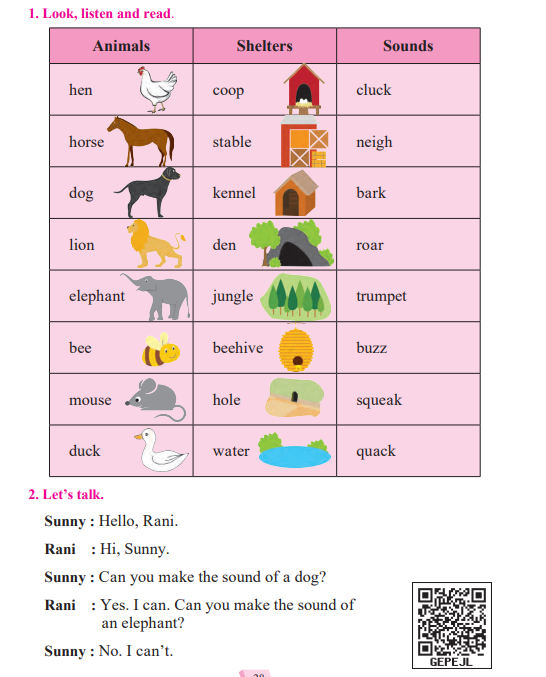 1. Look, listen and read.
Animals Shelters Sounds
hen coop cluck
horse stable neigh
dog kennel bark
lion den roar
elephant jungle trumpet
bee beehive buzz
mouse hole squeak
duck water quack
2. Let's talk.
Sunny : Hello, Rani.
Rani : Hi, Sunny.
Sunny : Can you make the sound of a dog?
Rani : Yes. I can. Can you make the sound of
an elephant?
Sunny : No. I can't.
GEPEJL